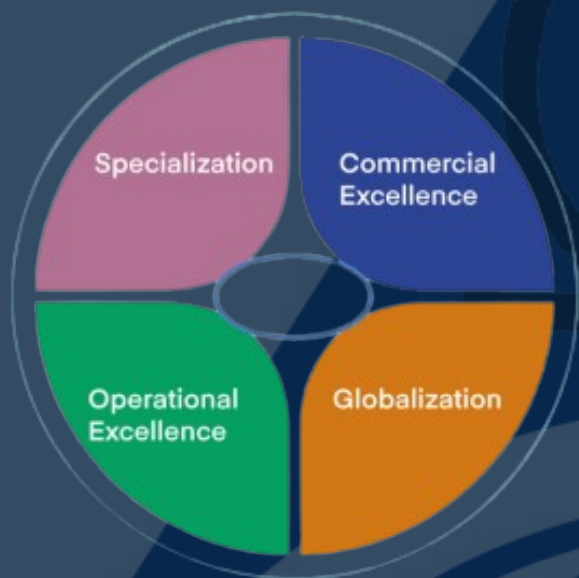 Specialization
Commercial
Excellence
Operational
Excellence
Globalization